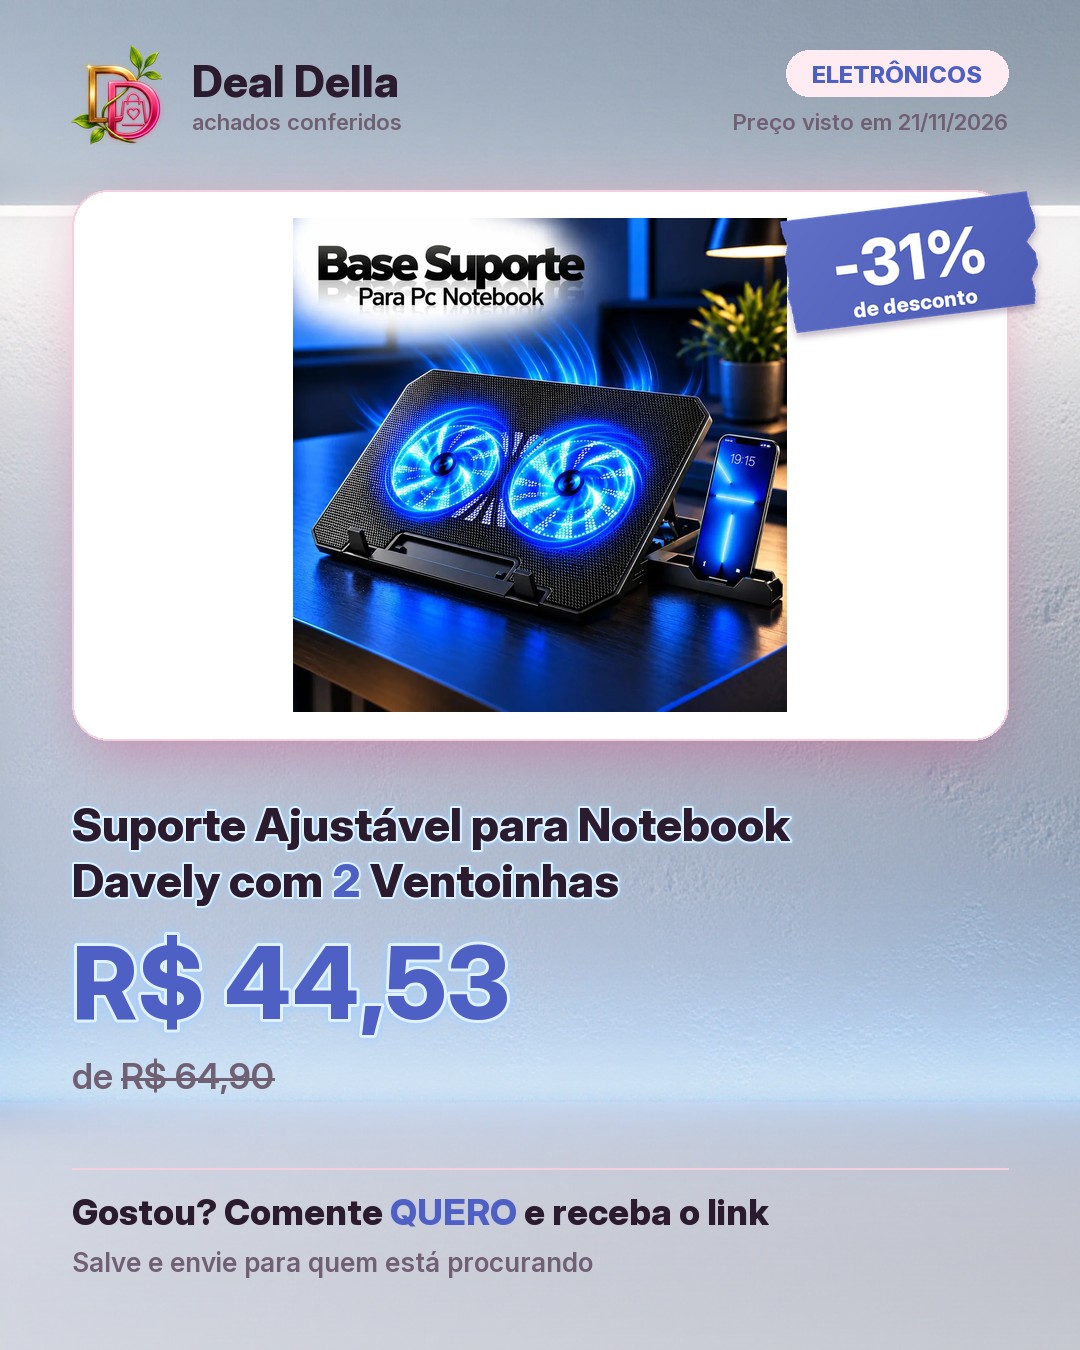 Deal Della
achados conferidos
ELETRÔNICOS
Preço visto em 21/11/2026
-31%
de desconto
Base Suporte
Para Pc Notebook
19:15
Suporte Ajustável para Notebook
Davely com 2 Ventoinhas
R$ 44,53
de R$ 64,90
Gostou? Comente QUERO e receba o link
Salve e envie para quem está procurando